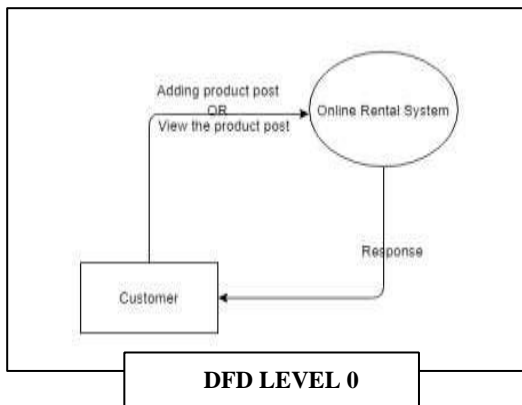 Adding product post
OR
View the product post
Online Rental System
Response
Customer
DFD LEVEL 0